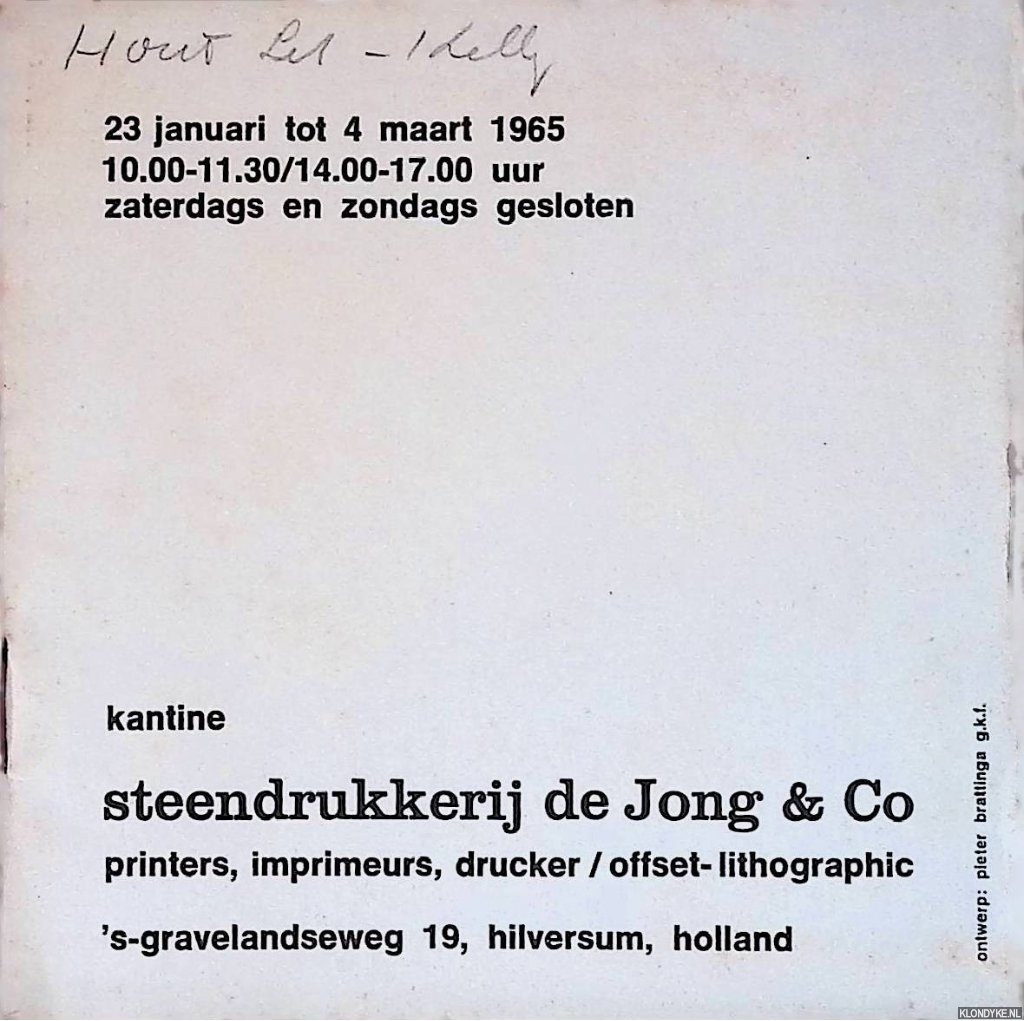 23 januari tot 4 maart 1965
10.00-11.30/14.00-17.00 uur
zaterdags en zondags gesloten
kantine
steendrukkerij de Jong & Co
printers, imprimeurs, drucker / offset-lithographic
's-gravelandseweg 19, hilversum, holland
ontwerp: pieter brattinga g.k.f.
KLONDYKE.NL